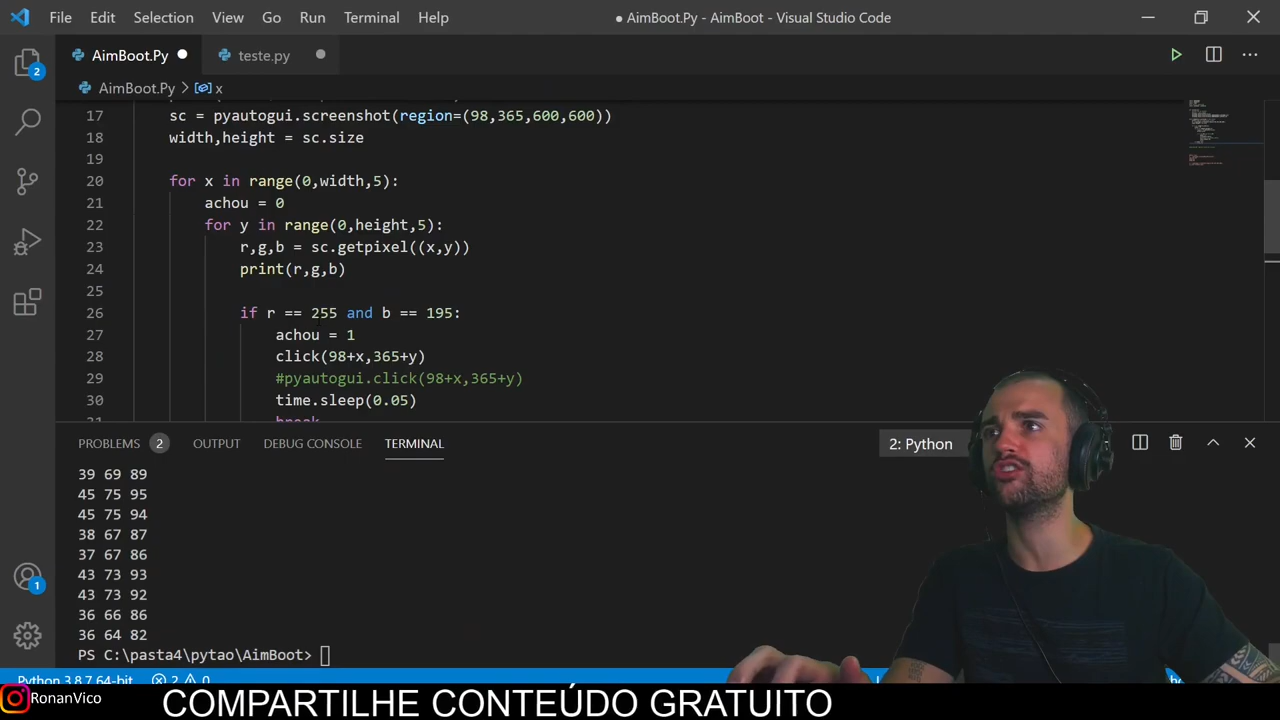 File Edit Selection View Go Run Terminal Help ● AimBoot.Py - AimBoot - Visual Studio Code
AimBoot.Py teste.py
AimBoot.Py > x
17 sc = pyautogui.screenshot(region=(98,365,600,600))
18 width,height = sc.size
19
20 for x in range(0,width,5):
21 achou = 0
22 for y in range(0,height,5):
23 r,g,b = sc.getpixel((x,y))
24 print(r,g,b)
25
26 if r == 255 and b == 195:
27 achou = 1
28 click(98+x,365+y)
29 #pyautogui.click(98+x,365+y)
30 time.sleep(0.05)
31 break
2
1
PROBLEMS 2 OUTPUT DEBUG CONSOLE TERMINAL 2: Python
39 69 89
45 75 95
45 75 94
38 67 87
37 67 86
43 73 93
43 73 92
36 66 86
36 64 82
PS C:\pasta4\pytao\AimBoot>
Python 3.8.7 64-bit 2 0
RonanVico COMPARTILHE CONTEÚDO GRATUITO